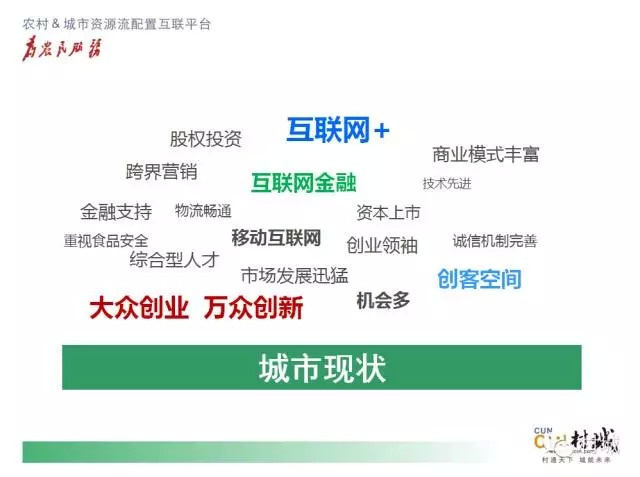 农村＆城市资源流配置互联平台
为农民服务
股权投资
互联网+
商业模式丰富
跨界营销
互联网金融
技术先进
金融支持
物流畅通
资本上市
重视食品安全
移动互联网
创业领袖
诚信机制完善
综合型人才
市场发展迅猛
创客空间
大众创业 万众创新
机会多
城市现状
CUN
村城
村通天下 城能未来